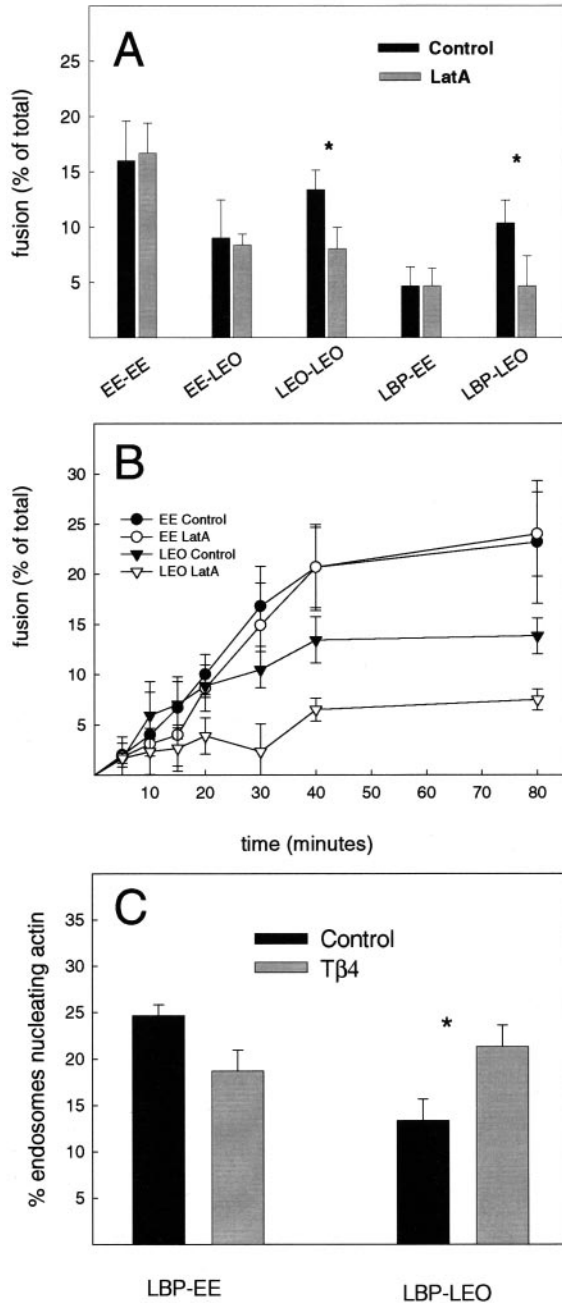 A
Control
LatA
fusion (% of total)
25
20
15
10
5
*
*
EE-EE
EE-LEO
LEO-LEO
LBP-EE
LBP-LEO
B
EE Control
EE LatA
LEO Control
LEO LatA
fusion (% of total)
30
25
20
15
10
5
10 20 30 40 50 60 70 80
time (minutes)
C
Control
Tβ4
% endosomes nucleating actin
35
30
25
20
15
10
5
*
LBP-EE
LBP-LEO